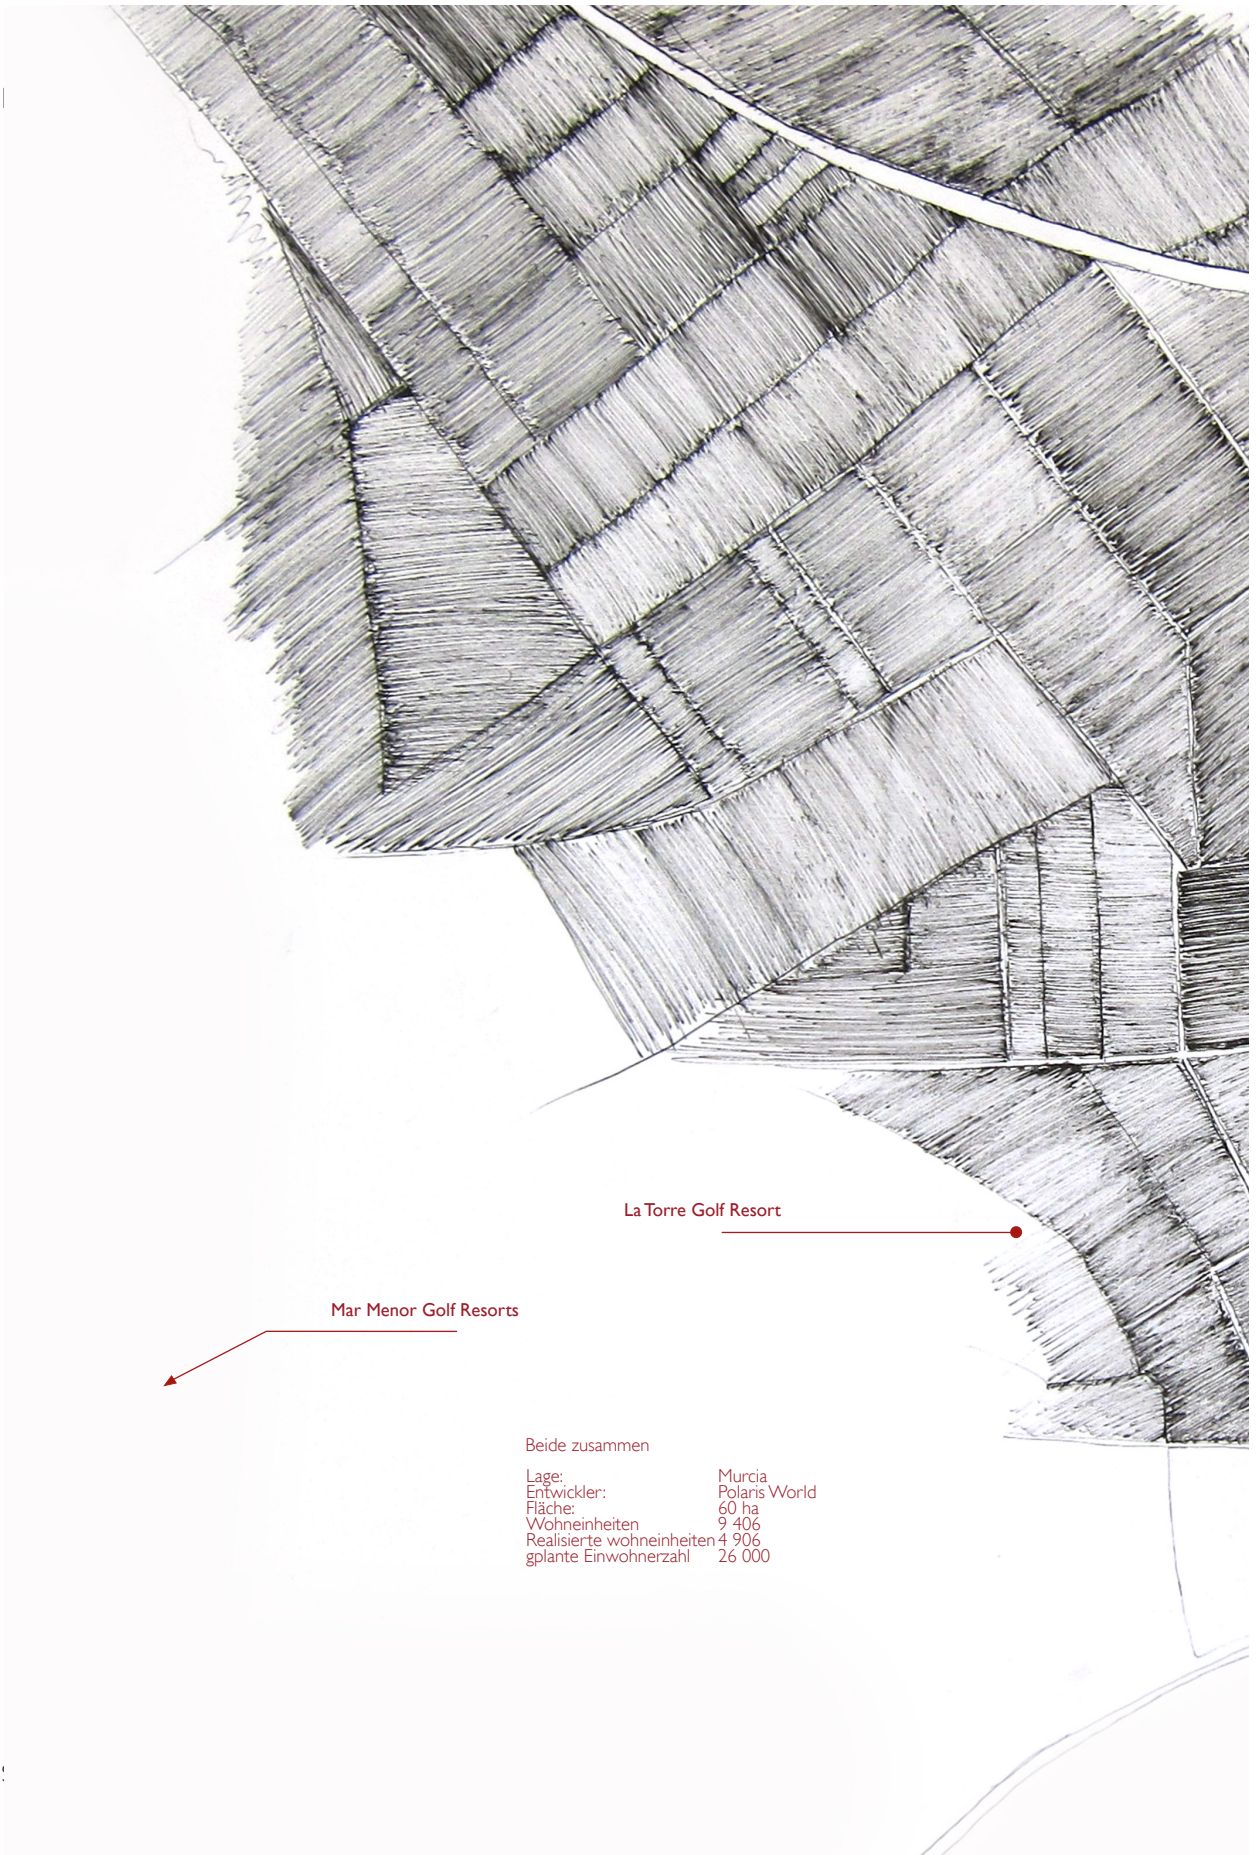 La Torre Golf Resort
Mar Menor Golf Resorts
Beide zusammen
Lage: Murcia
Entwickler: Polaris World
Fläche: 60 ha
Wohneinheiten 9 406
Realisierte wohneinheiten 4 906
gplante Einwohnerzahl 26 000